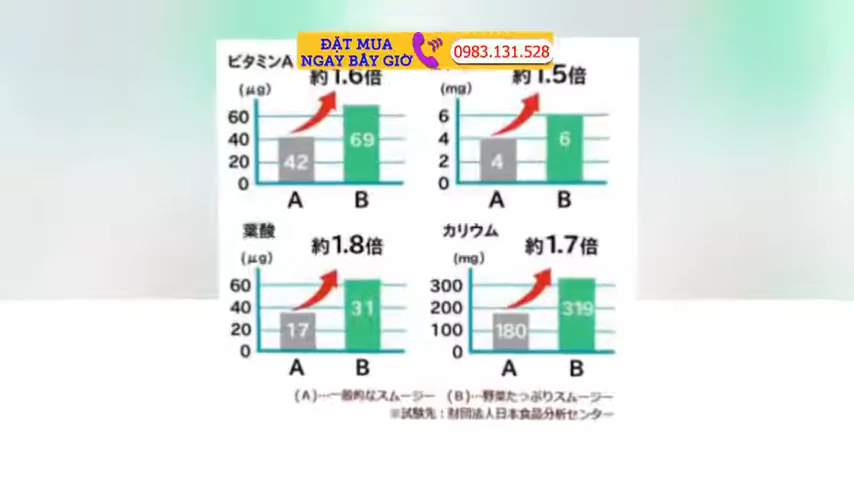 ĐẶT MUA
NGAY BÂY GIỜ
0983.131.528
ビタミンA
約1.6倍
約1.5倍
(μg)
60
40
20
0
42
69
A
B
(mg)
6
4
2
0
4
6
A
B
葉酸
約1.8倍
(μg)
60
40
20
0
17
31
A
B
カリウム
約1.7倍
(mg)
300
200
100
0
180
319
A
B
(A)…一般的なスムージー (B)…野菜たっぷりスムージー
※試験先：財団法人日本食品分析センター